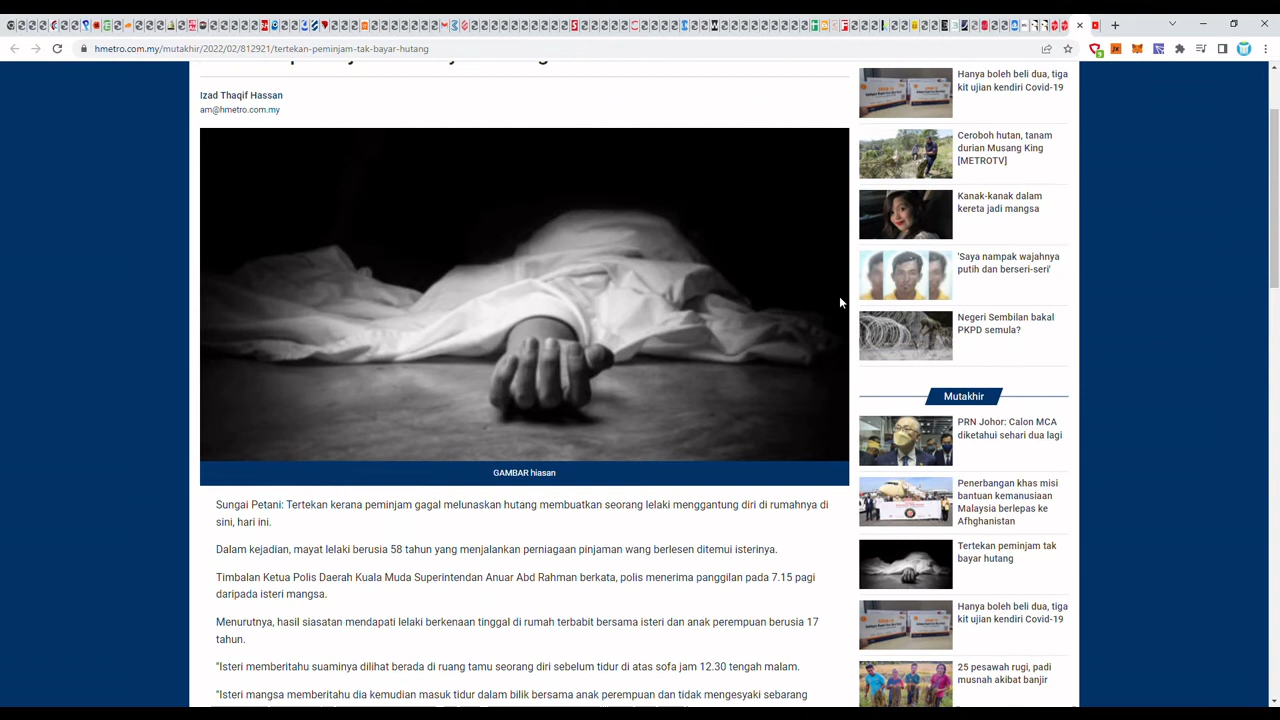 hmetro.com.my/mutakhir/2022/02/812921/tertekan-peminjam-tak-bayar-hutang
Izad Thaqif Hassan
am@hmetro.com.my
GAMBAR hiasan
Sungai Petani: Tertekan kerana peminjam gagal melunaskan hutang membuatkan seorang lelaki menggantung diri di rumahnya di
sini, hari ini.
Dalam kejadian, mayat lelaki berusia 58 tahun yang menjalankan perniagaan pinjaman wang berlesen ditemui isterinya.
Timbalan Ketua Polis Daerah Kuala Muda Superintendan Anuar Abd Rahman berkata, polis menerima panggilan pada 7.15 pagi
daripada isteri mangsa.
Menurutnya, hasil siasatan mendapati lelaki berkenaan tinggal di rumah terbabit bersama isteri dan anak perempuan berusia 17
tahun.
"Isteri memberitahu suaminya dilihat berada di ruang tamu seorang diri sebelum tidur di atas sofa jam 12.30 tengah malam.
"Isteri mangsa memberitahu dia kemudian masuk tidur dalam bilik bersama anak perempuan dan tidak mengesyaki sebarang
Hanya boleh beli dua, tiga
kit ujian kendiri Covid-19
Ceroboh hutan, tanam
durian Musang King
[METROTV]
Kanak-kanak dalam
kereta jadi mangsa
'Saya nampak wajahnya
putih dan berseri-seri'
Negeri Sembilan bakal
PKPD semula?
Mutakhir
PRN Johor: Calon MCA
diketahui sehari dua lagi
Penerbangan khas misi
bantuan kemanusiaan
Malaysia berlepas ke
Afhghanistan
Tertekan peminjam tak
bayar hutang
Hanya boleh beli dua, tiga
kit ujian kendiri Covid-19
25 pesawah rugi, padi
musnah akibat banjir